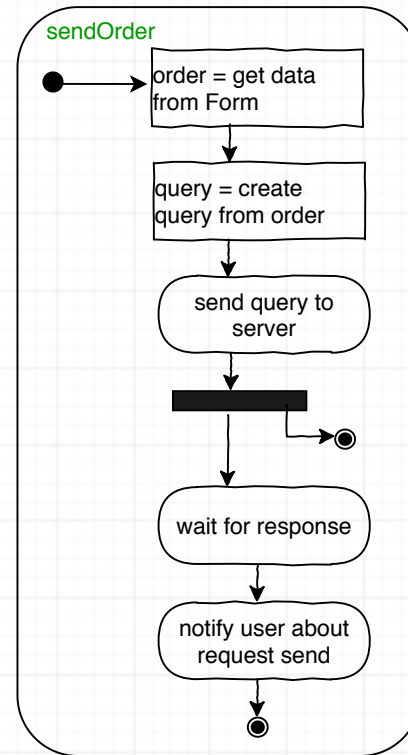 sendOrder
order = get data
from Form
query = create
query from order
send query to
server
wait for response
notify user about
request send